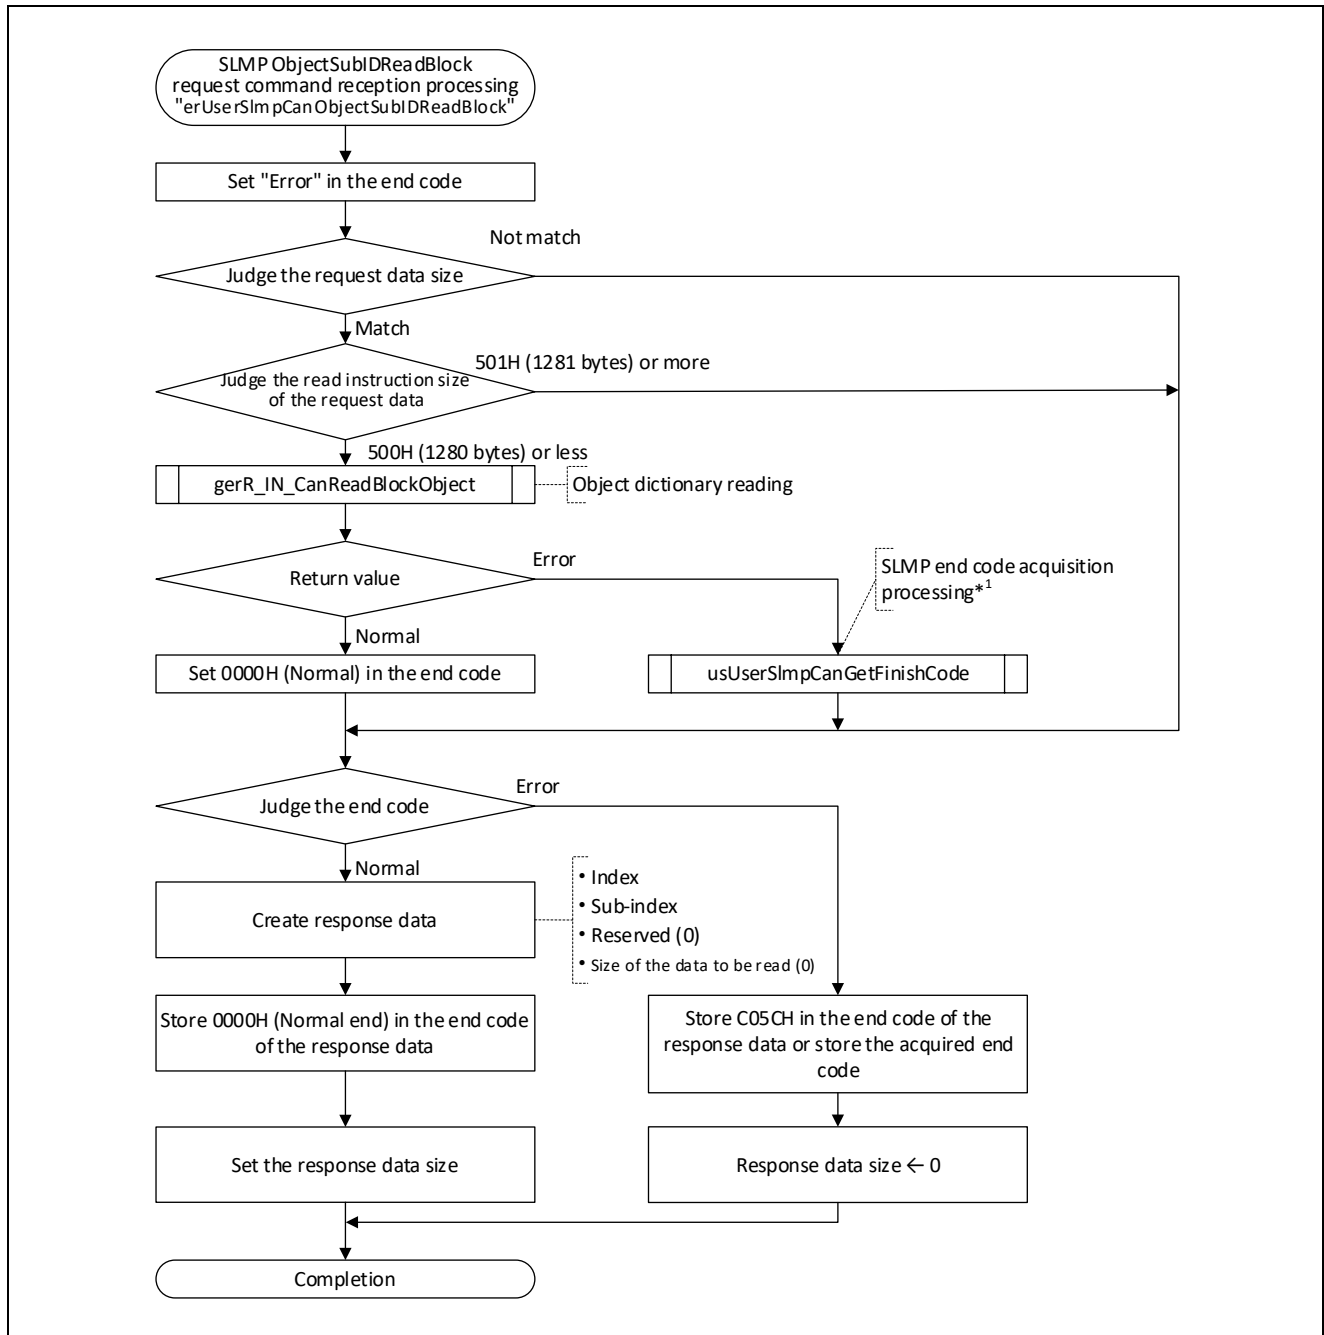 SLMP ObjectSubIDReadBlock
request command reception processing
"erUserSlmpCanObjectSubIDReadBlock"
Set "Error" in the end code
Not match
Judge the request data size
Match
501H (1281 bytes) or more
Judge the read instruction size
of the request data
500H (1280 bytes) or less
gerR_IN_CanReadBlockObject
Object dictionary reading
Error
SLMP end code acquisition
processing*1
Return value
Normal
Set 0000H (Normal) in the end code
usUserSlmpCanGetFinishCode
Error
Judge the end code
Normal
Create response data
• Index
• Sub-index
• Reserved (0)
• Size of the data to be read (0)
Store 0000H (Normal end) in the end code
of the response data
Store C05CH in the end code of the
response data or store the acquired end
code
Set the response data size
Response data size ← 0
Completion